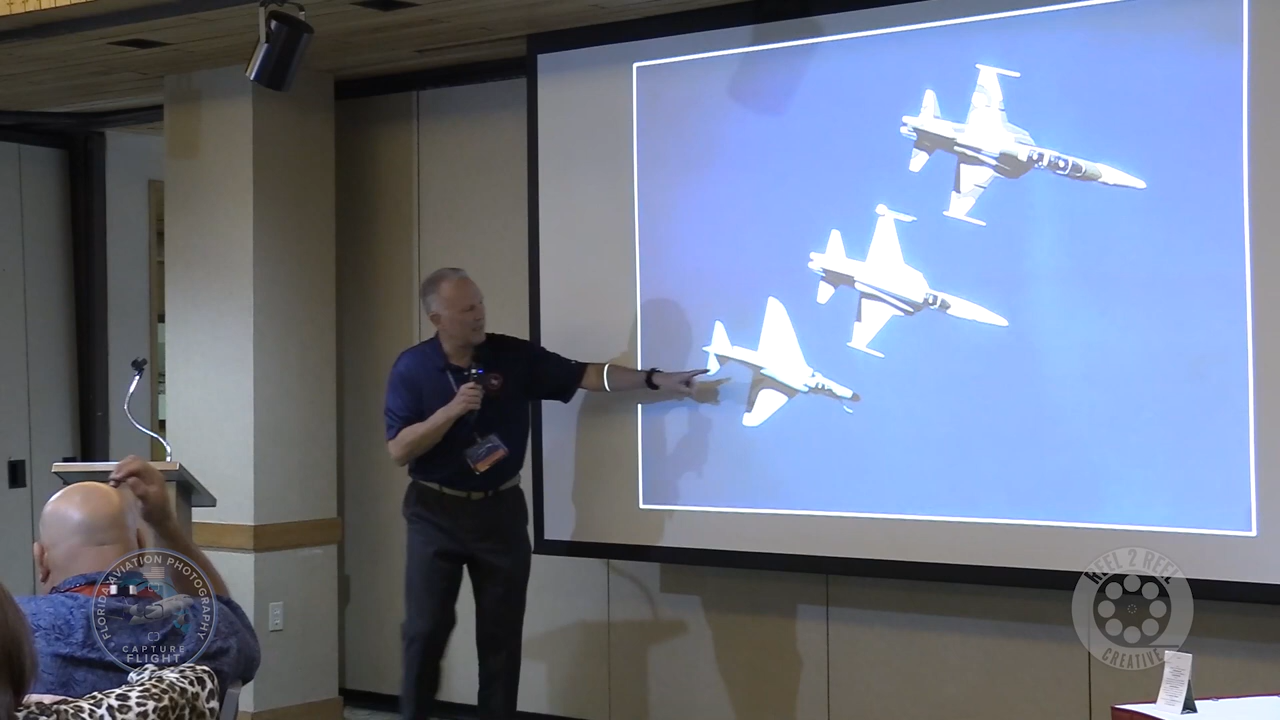 FLORIDA AVIATION PHOTOGRAPHY
CAPTURE
FLIGHT
REEL 2 REEL
CREATIVE